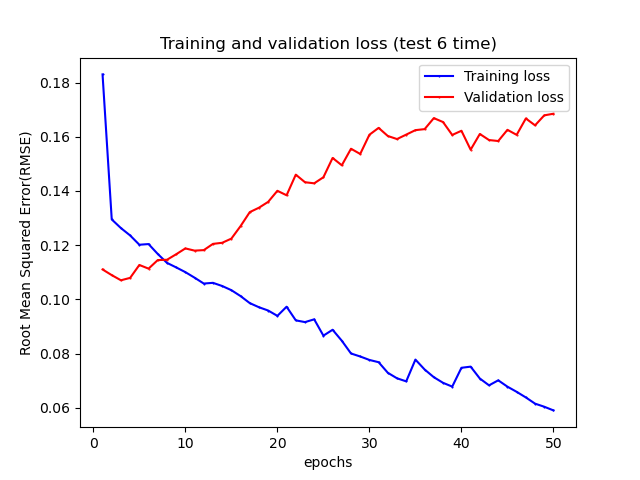 Training and validation loss (test 6 time)
Training loss
Validation loss
Root Mean Squared Error(RMSE)
0.18
0.16
0.14
0.12
0.10
0.08
0.06
0 10 20 30 40 50
epochs